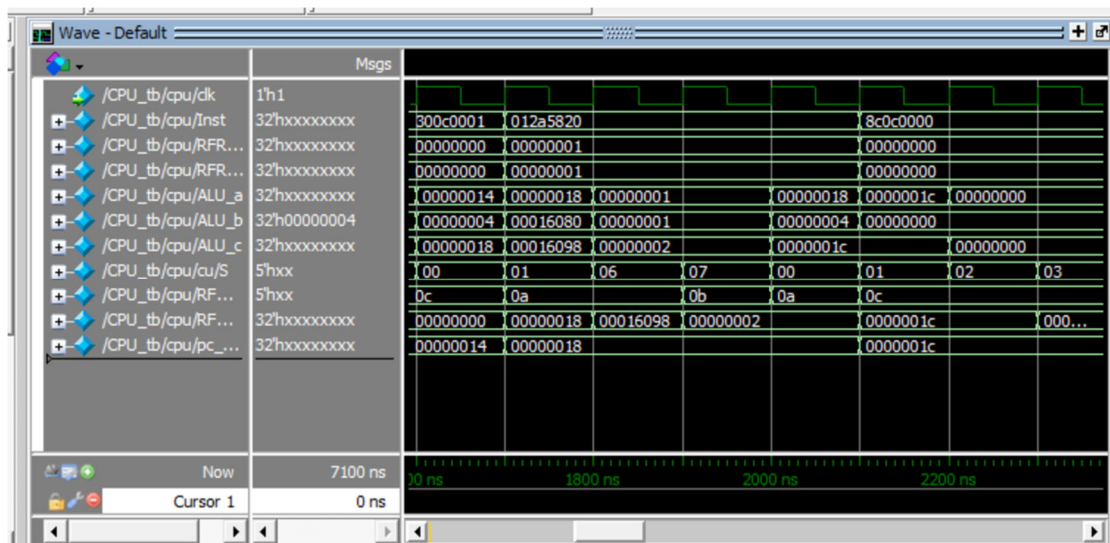 Wave - Default
Msgs
/CPU_tb/cpu/clk 1'h1
/CPU_tb/cpu/Inst 32'hxxxxxxxx 300c0001 012a5820 8c0c0000
/CPU_tb/cpu/RFR... 32'hxxxxxxxx 00000000 00000001 00000000
/CPU_tb/cpu/RFR... 32'hxxxxxxxx 00000000 00000001 00000000
/CPU_tb/cpu/ALU_a 32'hxxxxxxxx 00000014 00000018 00000001 00000018 0000001c 00000000
/CPU_tb/cpu/ALU_b 32'h00000004 00000004 00016080 00000001 00000004 00000000
/CPU_tb/cpu/ALU_c 32'hxxxxxxxx 00000018 00016098 00000002 0000001c 00000000
/CPU_tb/cpu/cu/S 5'hxx 00 01 06 07 00 01 02 03
/CPU_tb/cpu/RF... 5'hxx 0c 0a 0b 0a 0c
/CPU_tb/cpu/RF... 32'hxxxxxxxx 00000000 00000018 00016098 00000002 0000001c 000...
/CPU_tb/cpu/pc_... 32'hxxxxxxxx 00000014 00000018 0000001c
Now 7100 ns 00 ns 1800 ns 2000 ns 2200 ns
Cursor 1 0 ns